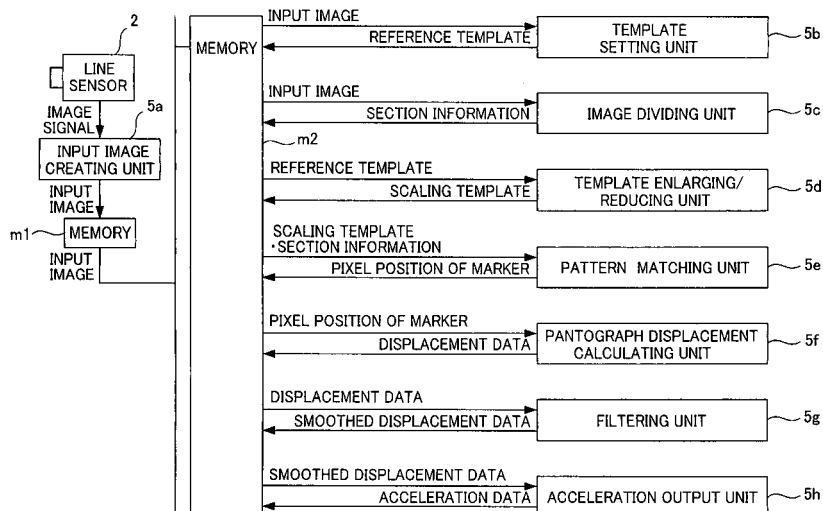 2
LINE
SENSOR
IMAGE
SIGNAL
5a
INPUT IMAGE
CREATING UNIT
INPUT
IMAGE
m1
MEMORY
INPUT
IMAGE
MEMORY
m2
INPUT IMAGE
REFERENCE TEMPLATE
TEMPLATE
SETTING UNIT
5b
INPUT IMAGE
SECTION INFORMATION
IMAGE DIVIDING UNIT
5c
REFERENCE TEMPLATE
SCALING TEMPLATE
TEMPLATE ENLARGING/
REDUCING UNIT
5d
SCALING TEMPLATE
・SECTION INFORMATION
PIXEL POSITION OF MARKER
PATTERN MATCHING UNIT
5e
PIXEL POSITION OF MARKER
DISPLACEMENT DATA
PANTOGRAPH DISPLACEMENT
CALCULATING UNIT
5f
DISPLACEMENT DATA
SMOOTHED DISPLACEMENT DATA
FILTERING UNIT
5g
SMOOTHED DISPLACEMENT DATA
ACCELERATION DATA
ACCELERATION OUTPUT UNIT
5h